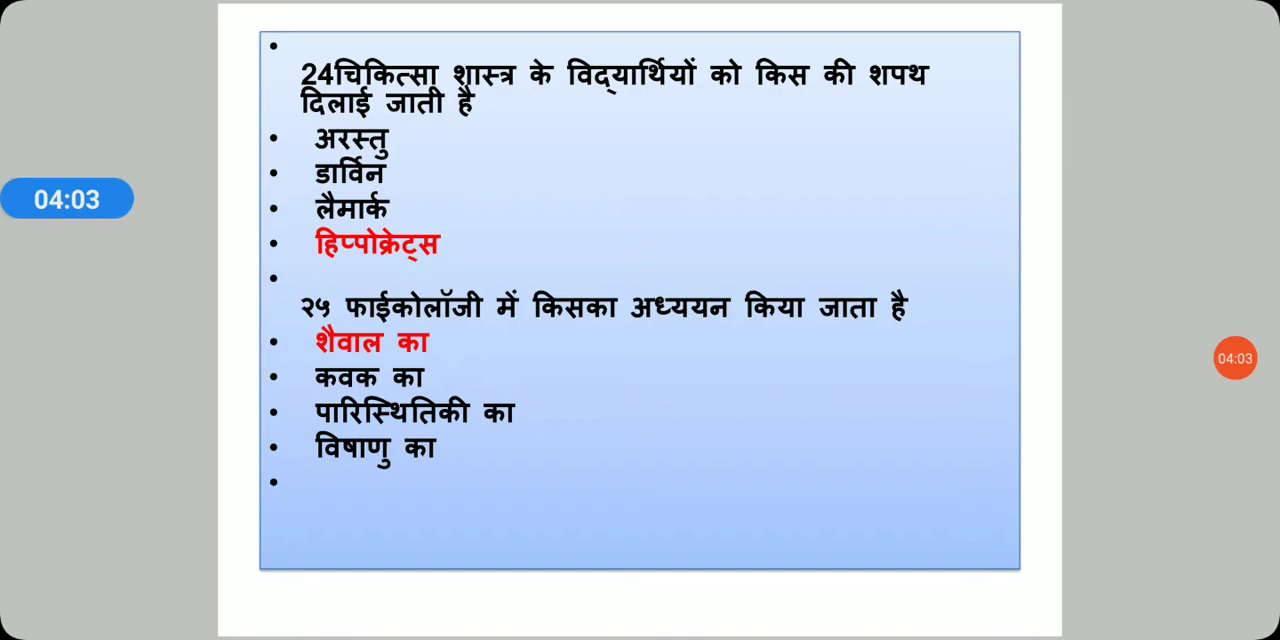 24चिकित्सा शास्त्र के विद्यार्थियों को किस की शपथ
दिलाई जाती है
अरस्तु
डार्विन
लैमार्क
हिप्पोक्रेट्स
२५ फाईकोलॉजी में किसका अध्ययन किया जाता है
शैवाल का
कवक का
पारिस्थितिकी का
विषाणु का
04:03
04:03